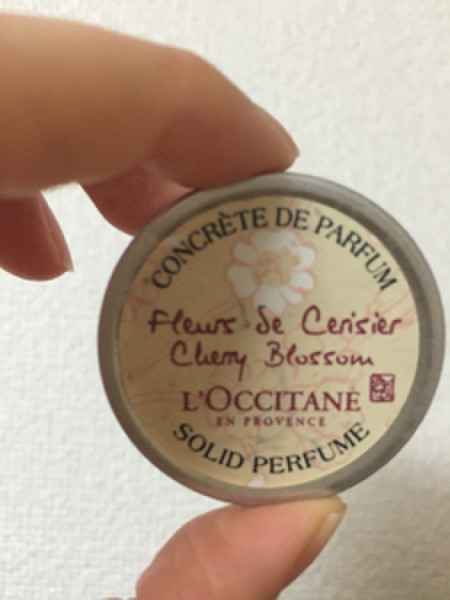 CONCRÈTE DE PARFUM
Fleurs de Cerisier
Cherry Blossom
L'OCCITANE
EN PROVENCE
SOLID PERFUME